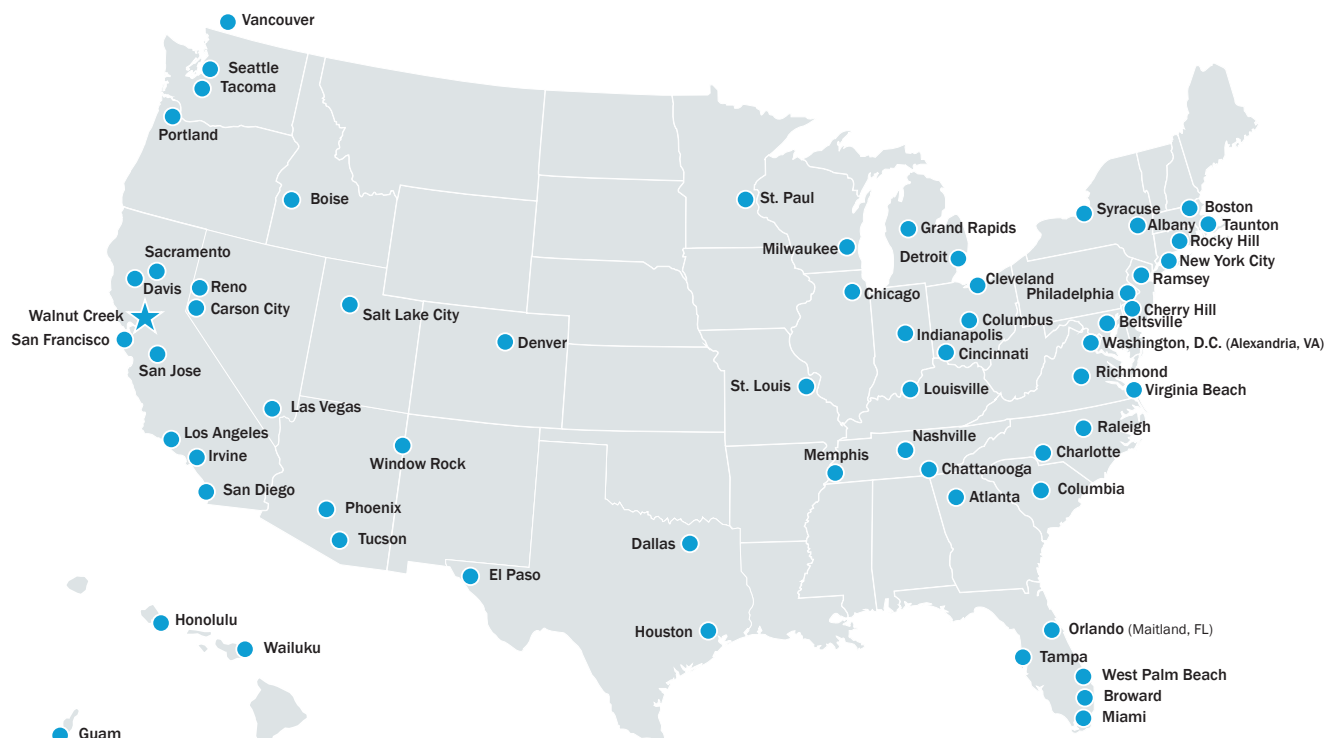 Vancouver
Seattle
Tacoma
Portland
Boise
St. Paul
Milwaukee
Grand Rapids
Detroit
Syracuse
Albany
Boston
Taunton
Rocky Hill
New York City
Ramsey
Philadelphia
Cherry Hill
Beltsville
Washington, D.C. (Alexandria, VA)
Sacramento
Davis
Reno
Carson City
Walnut Creek
San Francisco
San Jose
Salt Lake City
Denver
Chicago
Cleveland
Columbus
Indianapolis
Cincinnati
St. Louis
Louisville
Richmond
Virginia Beach
Las Vegas
Los Angeles
Irvine
San Diego
Window Rock
Phoenix
Tucson
Nashville
Memphis
Chattanooga
Atlanta
Raleigh
Charlotte
Columbia
Dallas
El Paso
Houston
Honolulu
Wailuku
Guam
Orlando (Maitland, FL)
Tampa
West Palm Beach
Broward
Miami